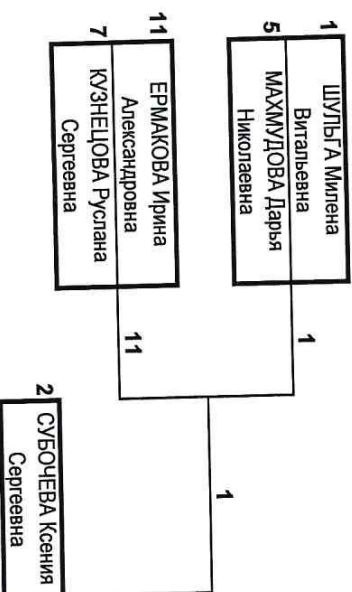 1 ШУЛЬГА Милена
Витальевна
5 МАХМУДОВА Дарья
Николаевна
1
11 ЕРМАКОВА Ирина
Александровна
7 КУЗНЕЦОВА Руслана
Сергеевна
11
1
2 СУБОЧЕВА Ксения
Сергеевна